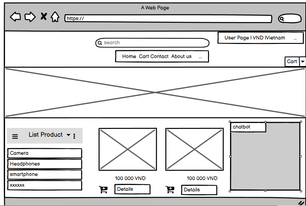 A Web Page
https://
search
User Page | VND |Vietnam ...
Home Cart Contact About us ...
Cart
List Product
Camera
Headphones
smartphone
xxxxxx
100 000 VND
Details
100 000 VND
Details
chatbot